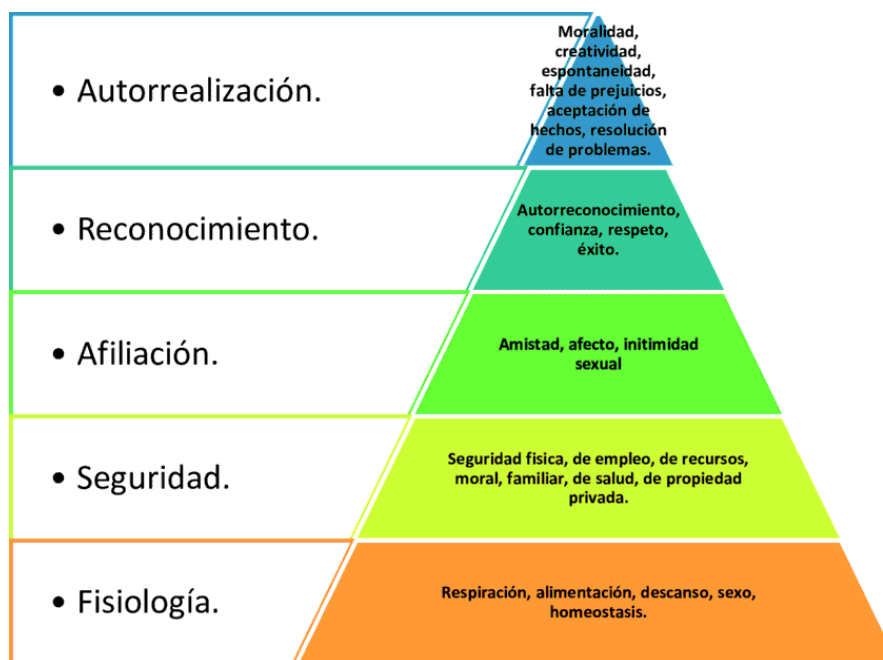 • Autorrealización.
Moralidad,
creatividad,
espontaneidad,
falta de prejuicios,
aceptación de
hechos, resolución
de problemas.
• Reconocimiento.
Autorreconocimiento,
confianza, respeto,
éxito.
• Afiliación.
Amistad, afecto, initimidad
sexual
• Seguridad.
Seguridad fisica, de empleo, de recursos,
moral, familiar, de salud, de propiedad
privada.
• Fisiología.
Respiración, alimentación, descanso, sexo,
homeostasis.